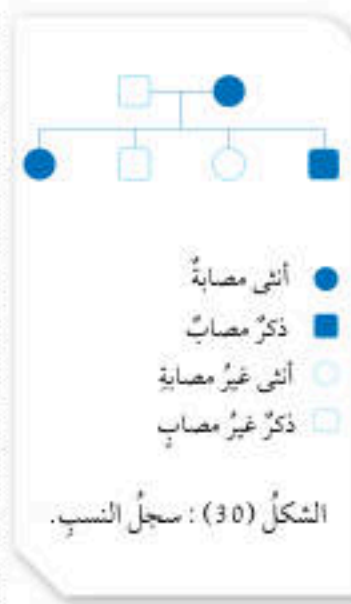 أنثى مصابةٌ
ذكرٌ مصابٌ
أنثى غيرُ مصابةٍ
ذكرٌ غيرُ مصابٍ
الشكلُ (30) : سجلُ النسبِ.